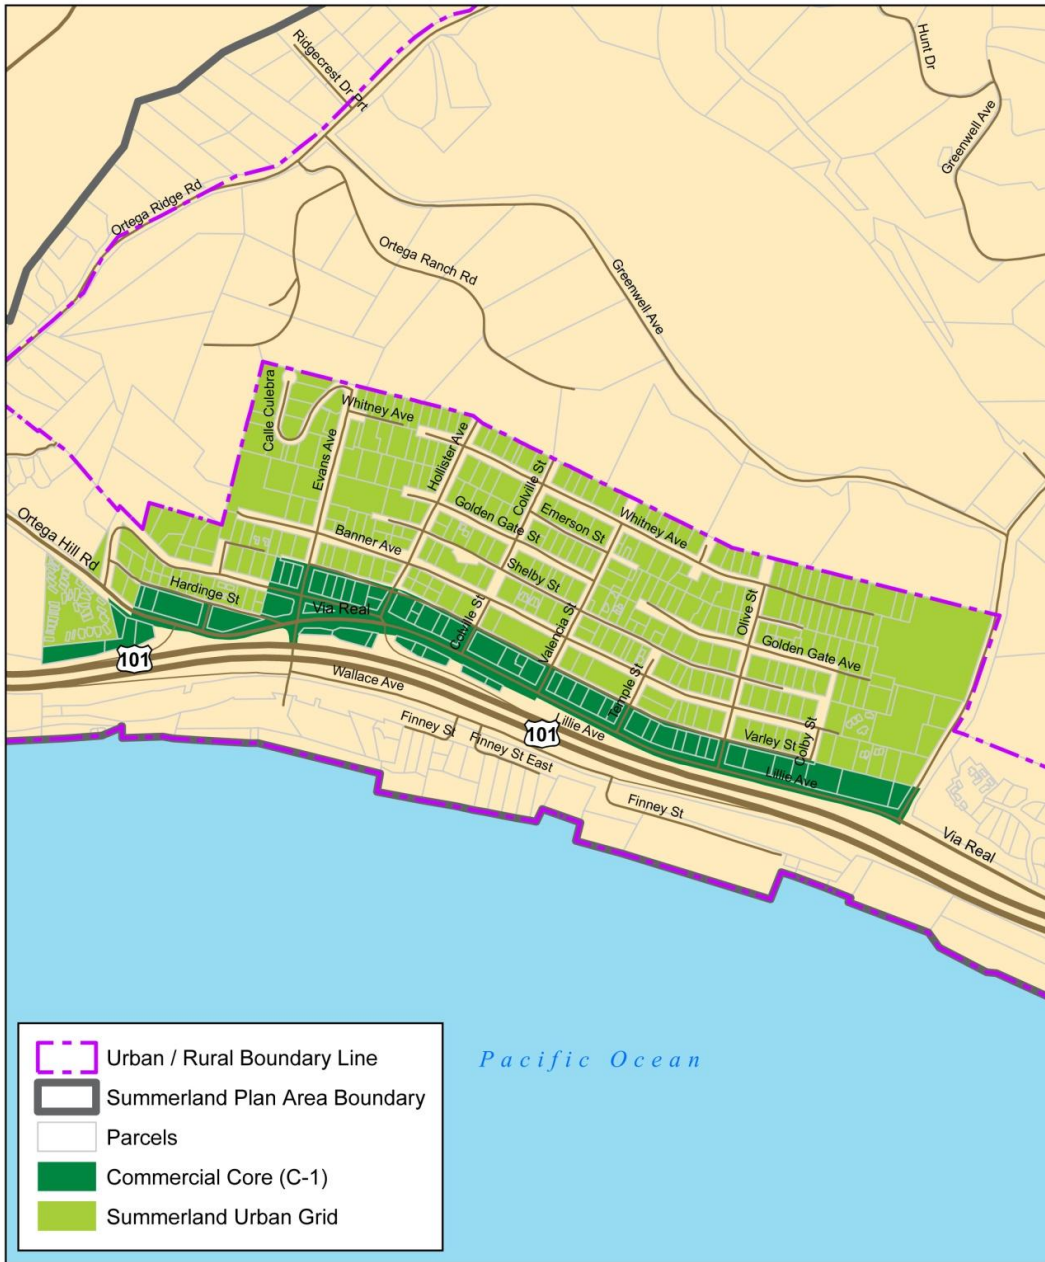 Hunt Dr
Ridgecrest Dr Prt
Greenwell Ave
Ortega Ridge Rd
Ortega Ranch Rd
Greenwell Ave
Calle Culebra
Whitney Ave
Evans Ave
Hollister Ave
Colville St
Golden Gate St
Emerson St
Whitney Ave
Ortega Hill Rd
Banner Ave
Shelby St
Hardinge St
Via Real
Colville St
Valencia St
Olive St
Golden Gate Ave
101
Wallace Ave
Temple St
Finney St
Finney St East
101
Lillie Ave
Varley St
Colby St
Lillie Ave
Finney St
Via Real
Pacific Ocean
Urban / Rural Boundary Line
Summerland Plan Area Boundary
Parcels
Commercial Core (C-1)
Summerland Urban Grid